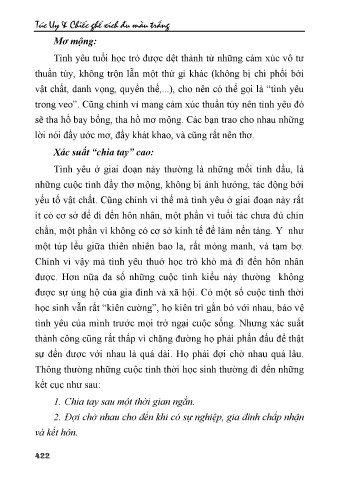 Túc Uy & Chiếc ghế xích đu màu trắng
Mơ mộng:
Tình yêu tuổi học trò được dệt thành từ những cảm xúc vô tư
thuần túy, không trộn lẫn một thứ gì khác (không bị chi phối bởi
vật chất, danh vọng, quyền thế,...), cho nên có thể gọi là “tình yêu
trong veo”. Cũng chính vì mang cảm xúc thuần túy nên tình yêu đó
sẽ tha hồ bay bổng, tha hồ mơ mộng. Các bạn trao cho nhau những
lời nói đầy ước mơ, đầy khát khao, và cũng rất nên thơ.
Xác suất “chia tay” cao:
Tình yêu ở giai đoạn này thường là những mối tình đầu, là
những cuộc tình đầy thơ mộng, không bị ảnh hưởng, tác động bởi
yếu tố vật chất. Cũng chính vì thế mà tình yêu ở giai đoạn này rất
ít có cơ sở để đi đến hôn nhân, một phần vì tuổi tác chưa đủ chín
chắn, một phần vì không có cơ sở kinh tế để làm nền tảng. Y như
một túp lều giữa thiên nhiên bao la, rất mỏng manh, và tạm bợ.
Chính vì vậy mà tình yêu thuở học trò khó mà đi đến hôn nhân
được. Hơn nữa đa số những cuộc tình kiểu này thường không
được sự ủng hộ của gia đình và xã hội. Có một số cuộc tình thời
học sinh vẫn rất “kiên cường”, họ kiên trì gắn bó với nhau, bảo vệ
tình yêu của mình trước mọi trở ngại cuộc sống. Nhưng xác suất
thành công cũng rất thấp vì chặng đường họ phải phấn đấu để thật
sự đến được với nhau là quá dài. Họ phải đợi chờ nhau quá lâu.
Thông thường những cuộc tình thời học sinh thường đi đến những
kết cục như sau:
1. Chia tay sau một thời gian ngắn.
2. Đợi chờ nhau cho đến khi có sự nghiệp, gia đình chấp nhận
và kết hôn.
422